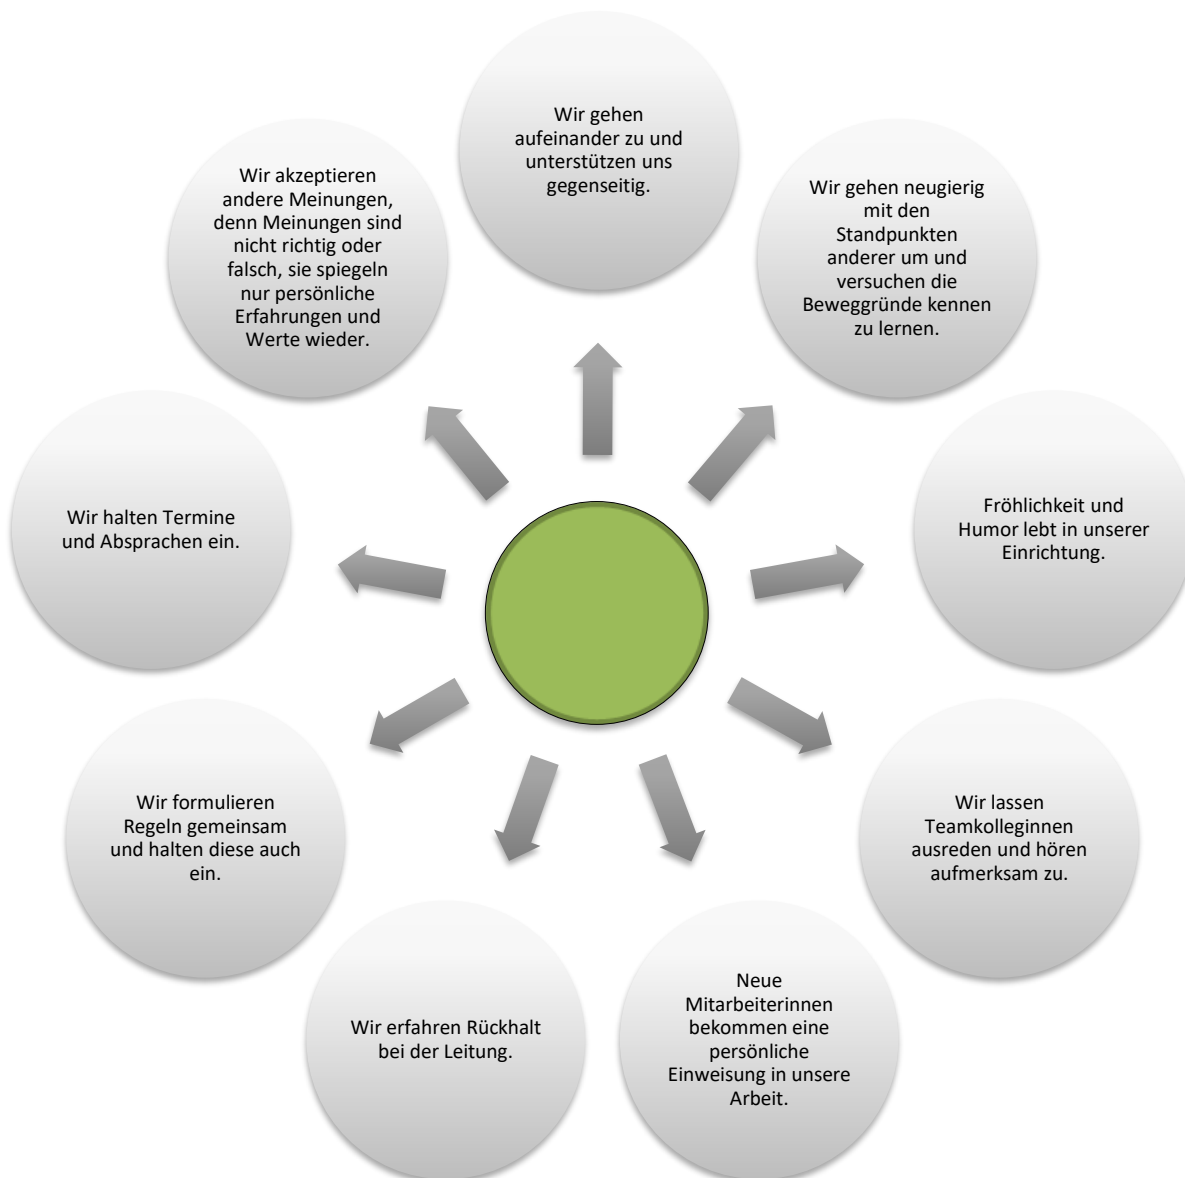 Wir gehen
aufeinander zu und
unterstützen uns
gegenseitig.
Wir gehen neugierig
mit den
Standpunkten
anderer um und
versuchen die
Beweggründe kennen
zu lernen.
Fröhlichkeit und
Humor lebt in unserer
Einrichtung.
Wir lassen
Teamkolleginnen
ausreden und hören
aufmerksam zu.
Neue
Mitarbeiterinnen
bekommen eine
persönliche
Einweisung in unsere
Arbeit.
Wir erfahren Rückhalt
bei der Leitung.
Wir formulieren
Regeln gemeinsam
und halten diese auch
ein.
Wir halten Termine
und Absprachen ein.
Wir akzeptieren
andere Meinungen,
denn Meinungen sind
nicht richtig oder
falsch, sie spiegeln
nur persönliche
Erfahrungen und
Werte wieder.